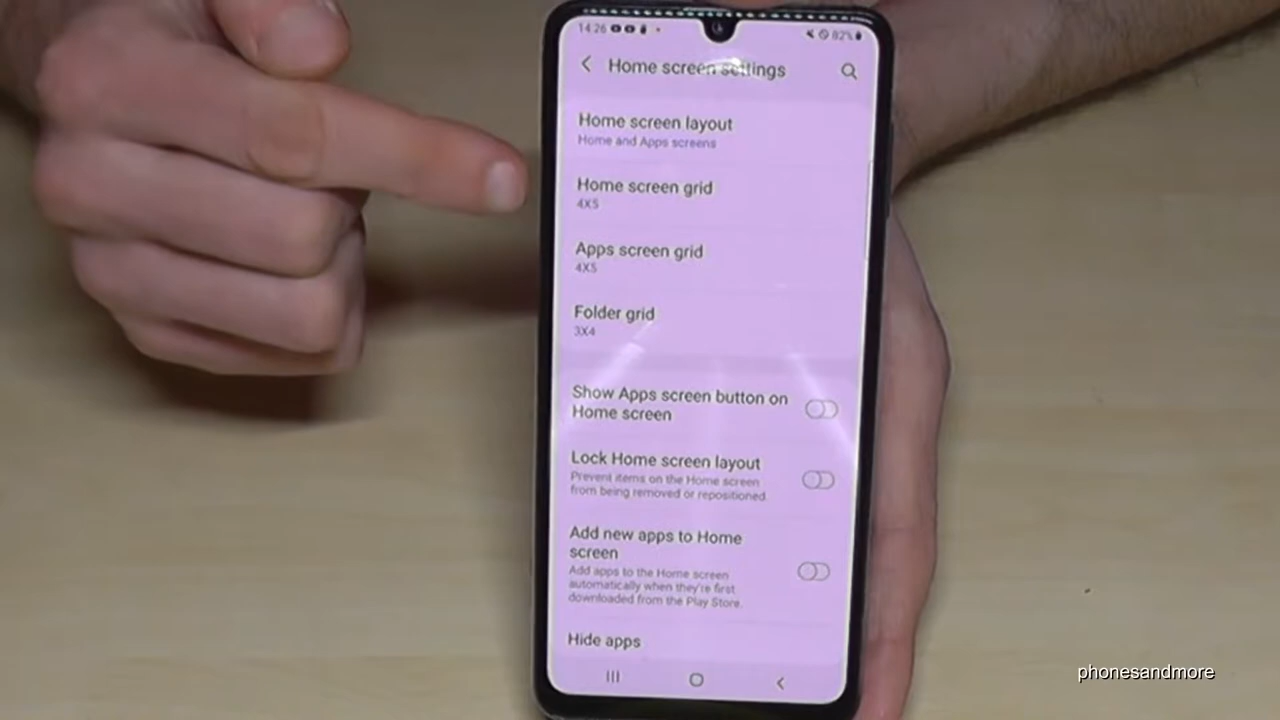 14:26
82%
Home screen settings
Home screen layout
Home and Apps screens
Home screen grid
4X5
Apps screen grid
4X5
Folder grid
3X4
Show Apps screen button on
Home screen
Lock Home screen layout
Prevent items on the Home screen
from being removed or repositioned.
Add new apps to Home
screen
Add apps to the Home screen
automatically when they're first
downloaded from the Play Store.
Hide apps
phonesandmore